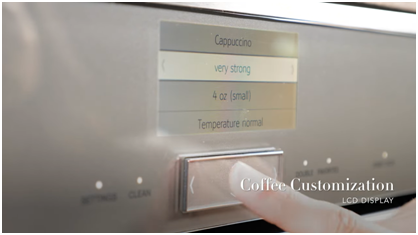 Cappuccino
very strong
4 oz (small)
Temperature normal
SETTINGS
CLEAN
Coffee Customization
LCD DISPLAY